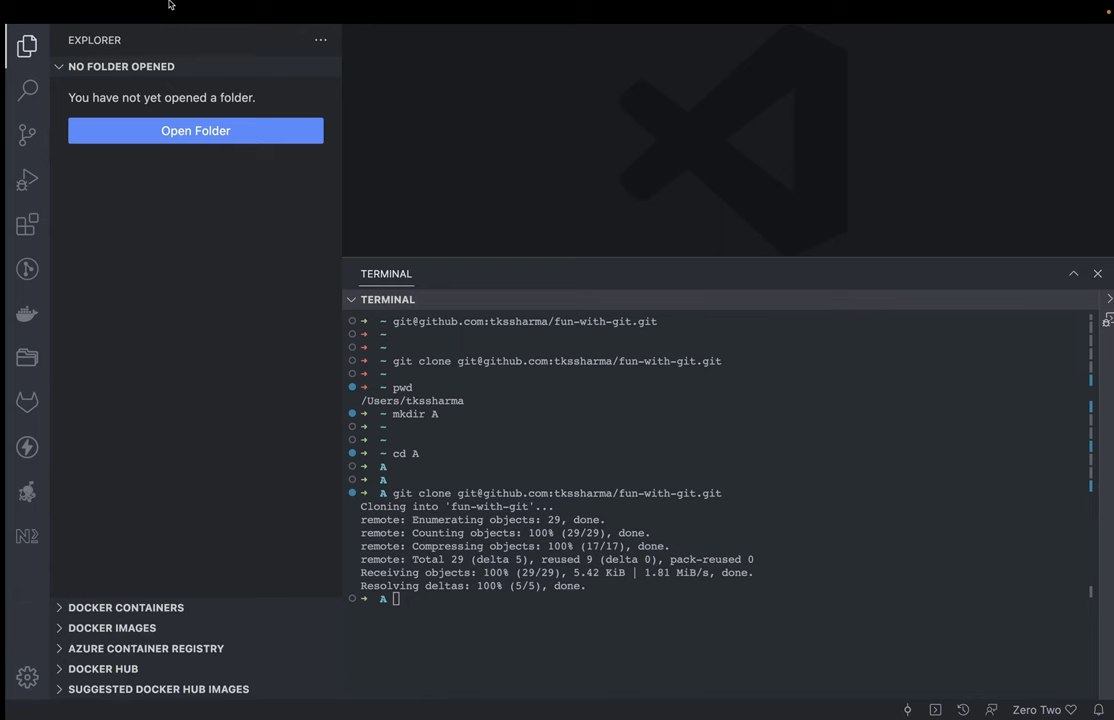 EXPLORER
NO FOLDER OPENED
You have not yet opened a folder.
Open Folder
DOCKER CONTAINERS
DOCKER IMAGES
AZURE CONTAINER REGISTRY
DOCKER HUB
SUGGESTED DOCKER HUB IMAGES
TERMINAL
TERMINAL
~ git@github.com:tkssharma/fun-with-git.git
~
~
~ git clone git@github.com:tkssharma/fun-with-git.git
~
~ pwd
/Users/tkssharma
~ mkdir A
~
~
~ cd A
A
A
A git clone git@github.com:tkssharma/fun-with-git.git
Cloning into 'fun-with-git'...
remote: Enumerating objects: 29, done.
remote: Counting objects: 100% (29/29), done.
remote: Compressing objects: 100% (17/17), done.
remote: Total 29 (delta 5), reused 9 (delta 0), pack-reused 0
Receiving objects: 100% (29/29), 5.42 KiB | 1.81 MiB/s, done.
Resolving deltas: 100% (5/5), done.
A
Zero Two